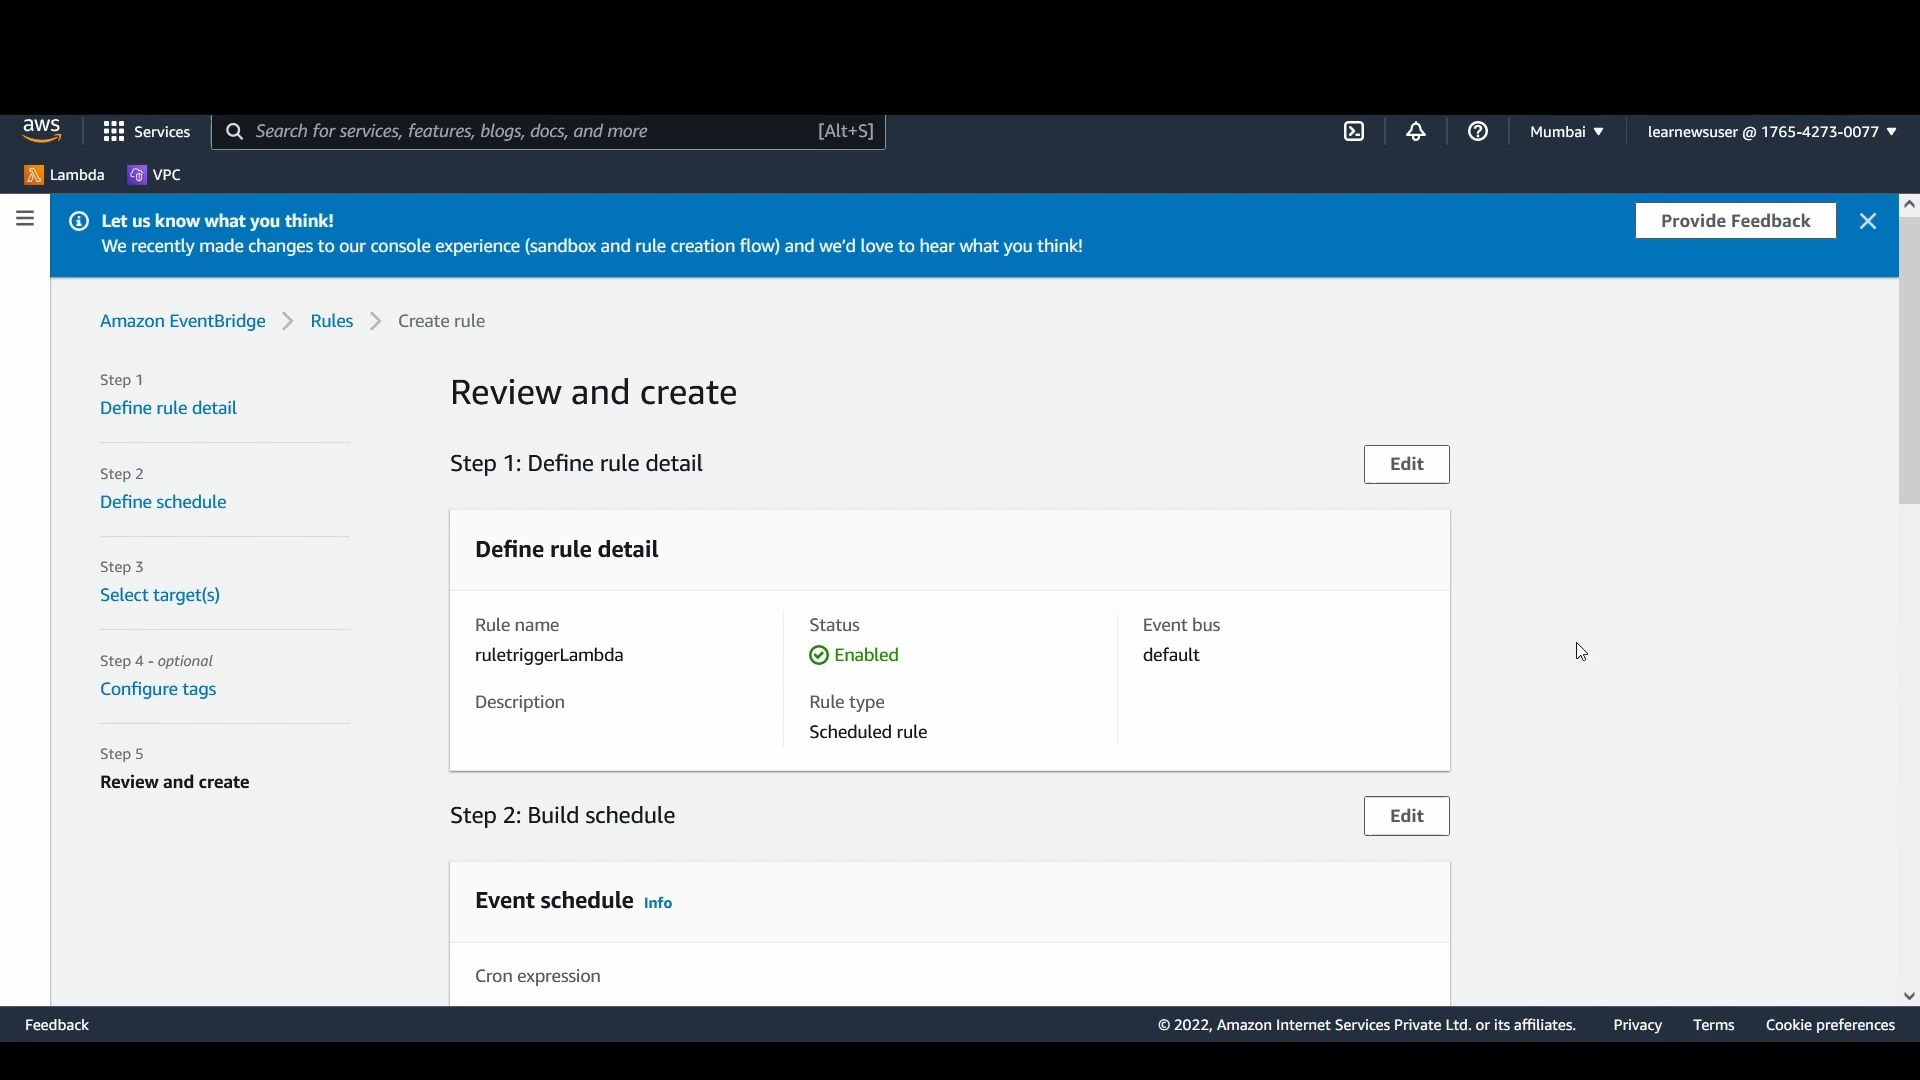 aws
Services
Search for services, features, blogs, docs, and more [Alt+S]
Mumbai
learnewsuser @ 1765-4273-0077
Lambda
VPC
Let us know what you think!
We recently made changes to our console experience (sandbox and rule creation flow) and we'd love to hear what you think!
Provide Feedback
Amazon EventBridge
Rules
Create rule
Step 1
Define rule detail
Step 2
Define schedule
Step 3
Select target(s)
Step 4 - optional
Configure tags
Step 5
Review and create
Review and create
Step 1: Define rule detail
Edit
Define rule detail
Rule name
ruletriggerLambda
Description
Status
Enabled
Rule type
Scheduled rule
Event bus
default
Step 2: Build schedule
Edit
Event schedule Info
Cron expression
Feedback
© 2022, Amazon Internet Services Private Ltd. or its affiliates.
Privacy
Terms
Cookie preferences